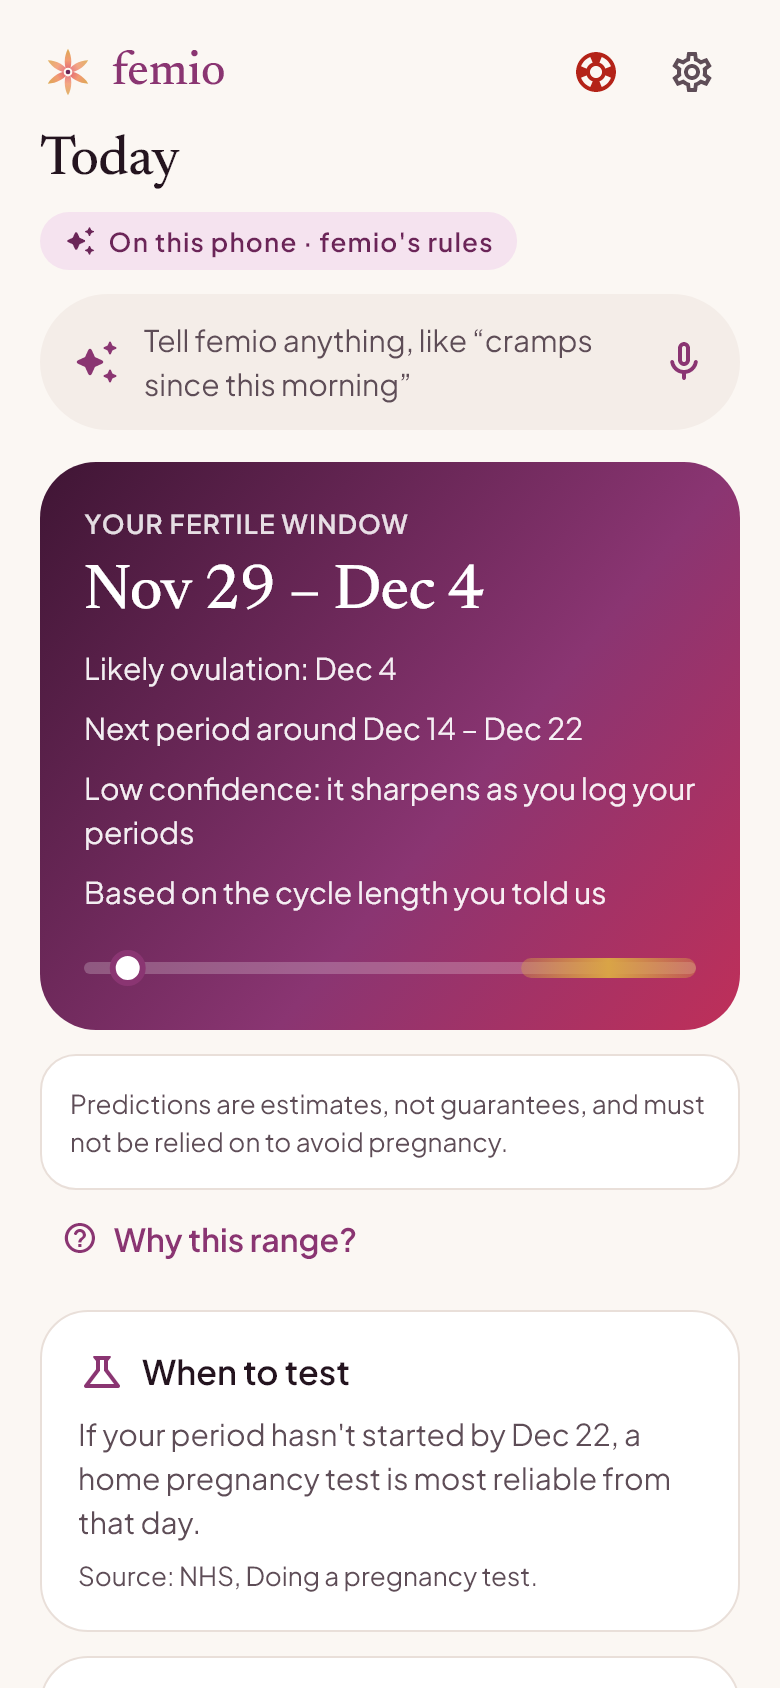 femio
Today
On this phone · femio's rules
Tell femio anything, like “cramps
since this morning”
YOUR FERTILE WINDOW
Nov 29 – Dec 4
Likely ovulation: Dec 4
Next period around Dec 14 – Dec 22
Low confidence: it sharpens as you log your
periods
Based on the cycle length you told us
Predictions are estimates, not guarantees, and must
not be relied on to avoid pregnancy.
Why this range?
When to test
If your period hasn't started by Dec 22, a
home pregnancy test is most reliable from
that day.
Source: NHS, Doing a pregnancy test.